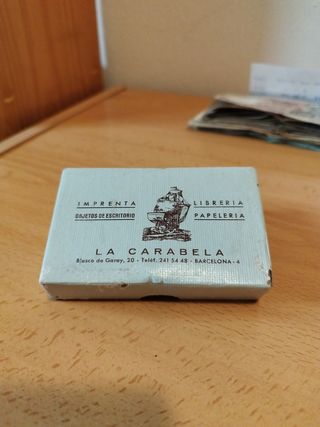 IMPRENTA LIBRERIA
OBJETOS DE ESCRITORIO PAPELERIA
LA CARABELA
Blasco de Garay, 20 - Teléf. 241 54 48 - BARCELONA - 4